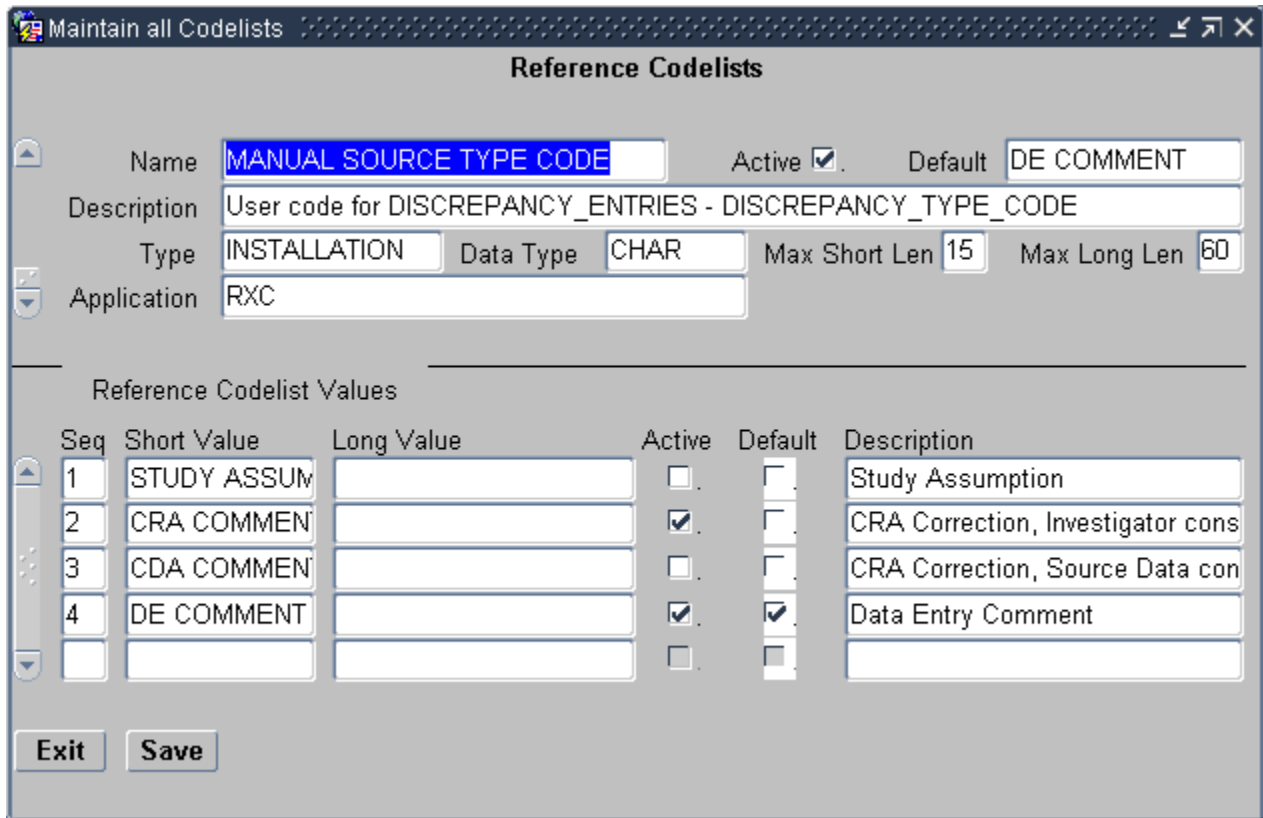 Maintain all Codelists
Reference Codelists
Name MANUAL SOURCE TYPE CODE Active . Default DE COMMENT
Description User code for DISCREPANCY_ENTRIES - DISCREPANCY_TYPE_CODE
Type INSTALLATION Data Type CHAR Max Short Len 15 Max Long Len 60
Application RXC
Reference Codelist Values
Seq Short Value Long Value Active Default Description
1 STUDY ASSUM . . Study Assumption
2 CRA COMMENT . . CRA Correction, Investigator cons
3 CDA COMMENT . . CRA Correction, Source Data con
4 DE COMMENT . . Data Entry Comment
. .
Exit Save